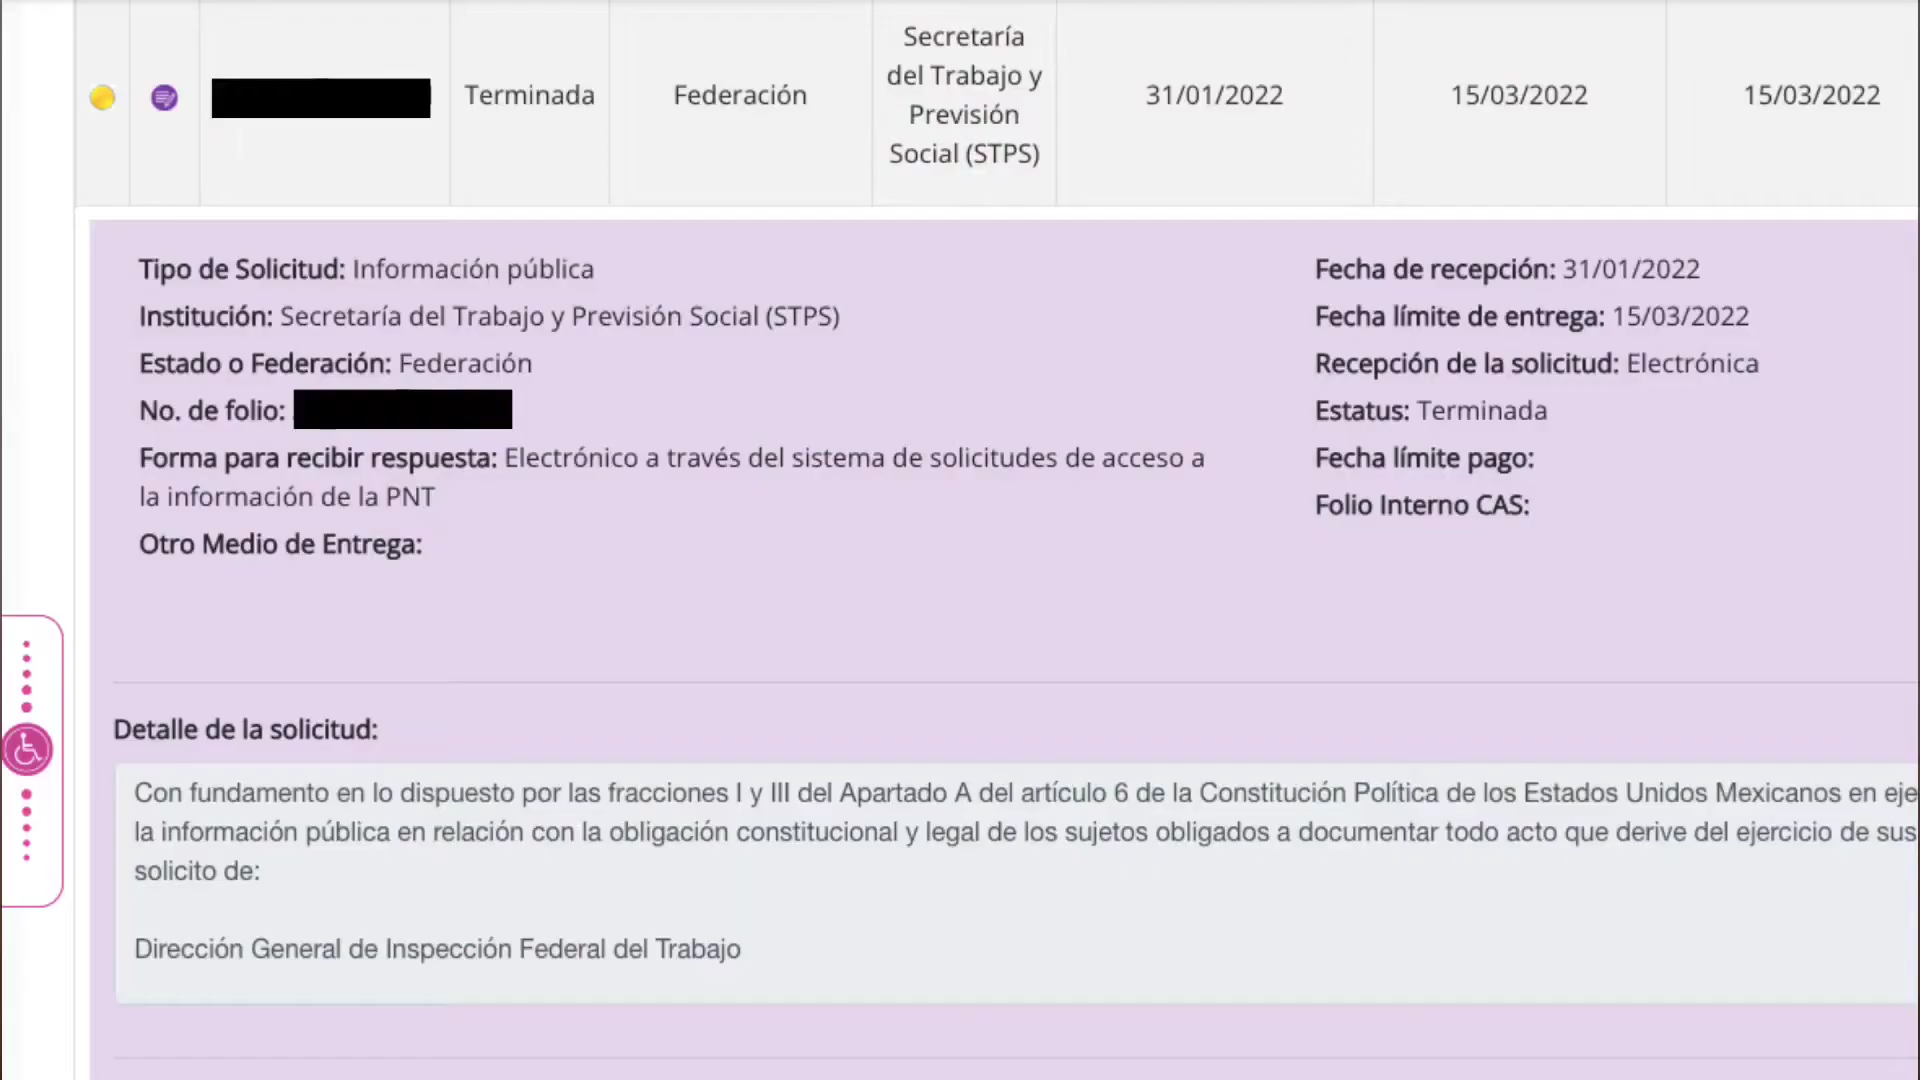 Terminada
Federación
Secretaría
del Trabajo y
Previsión
Social (STPS)
31/01/2022
15/03/2022
15/03/2022
Tipo de Solicitud: Información pública
Institución: Secretaría del Trabajo y Previsión Social (STPS)
Estado o Federación: Federación
No. de folio:
Forma para recibir respuesta: Electrónico a través del sistema de solicitudes de acceso a
la información de la PNT
Otro Medio de Entrega:
Fecha de recepción: 31/01/2022
Fecha límite de entrega: 15/03/2022
Recepción de la solicitud: Electrónica
Estatus: Terminada
Fecha límite pago:
Folio Interno CAS:
Detalle de la solicitud:
Con fundamento en lo dispuesto por las fracciones I y III del Apartado A del artículo 6 de la Constitución Política de los Estados Unidos Mexicanos en eje
la información pública en relación con la obligación constitucional y legal de los sujetos obligados a documentar todo acto que derive del ejercicio de sus
solicito de:
Dirección General de Inspección Federal del Trabajo